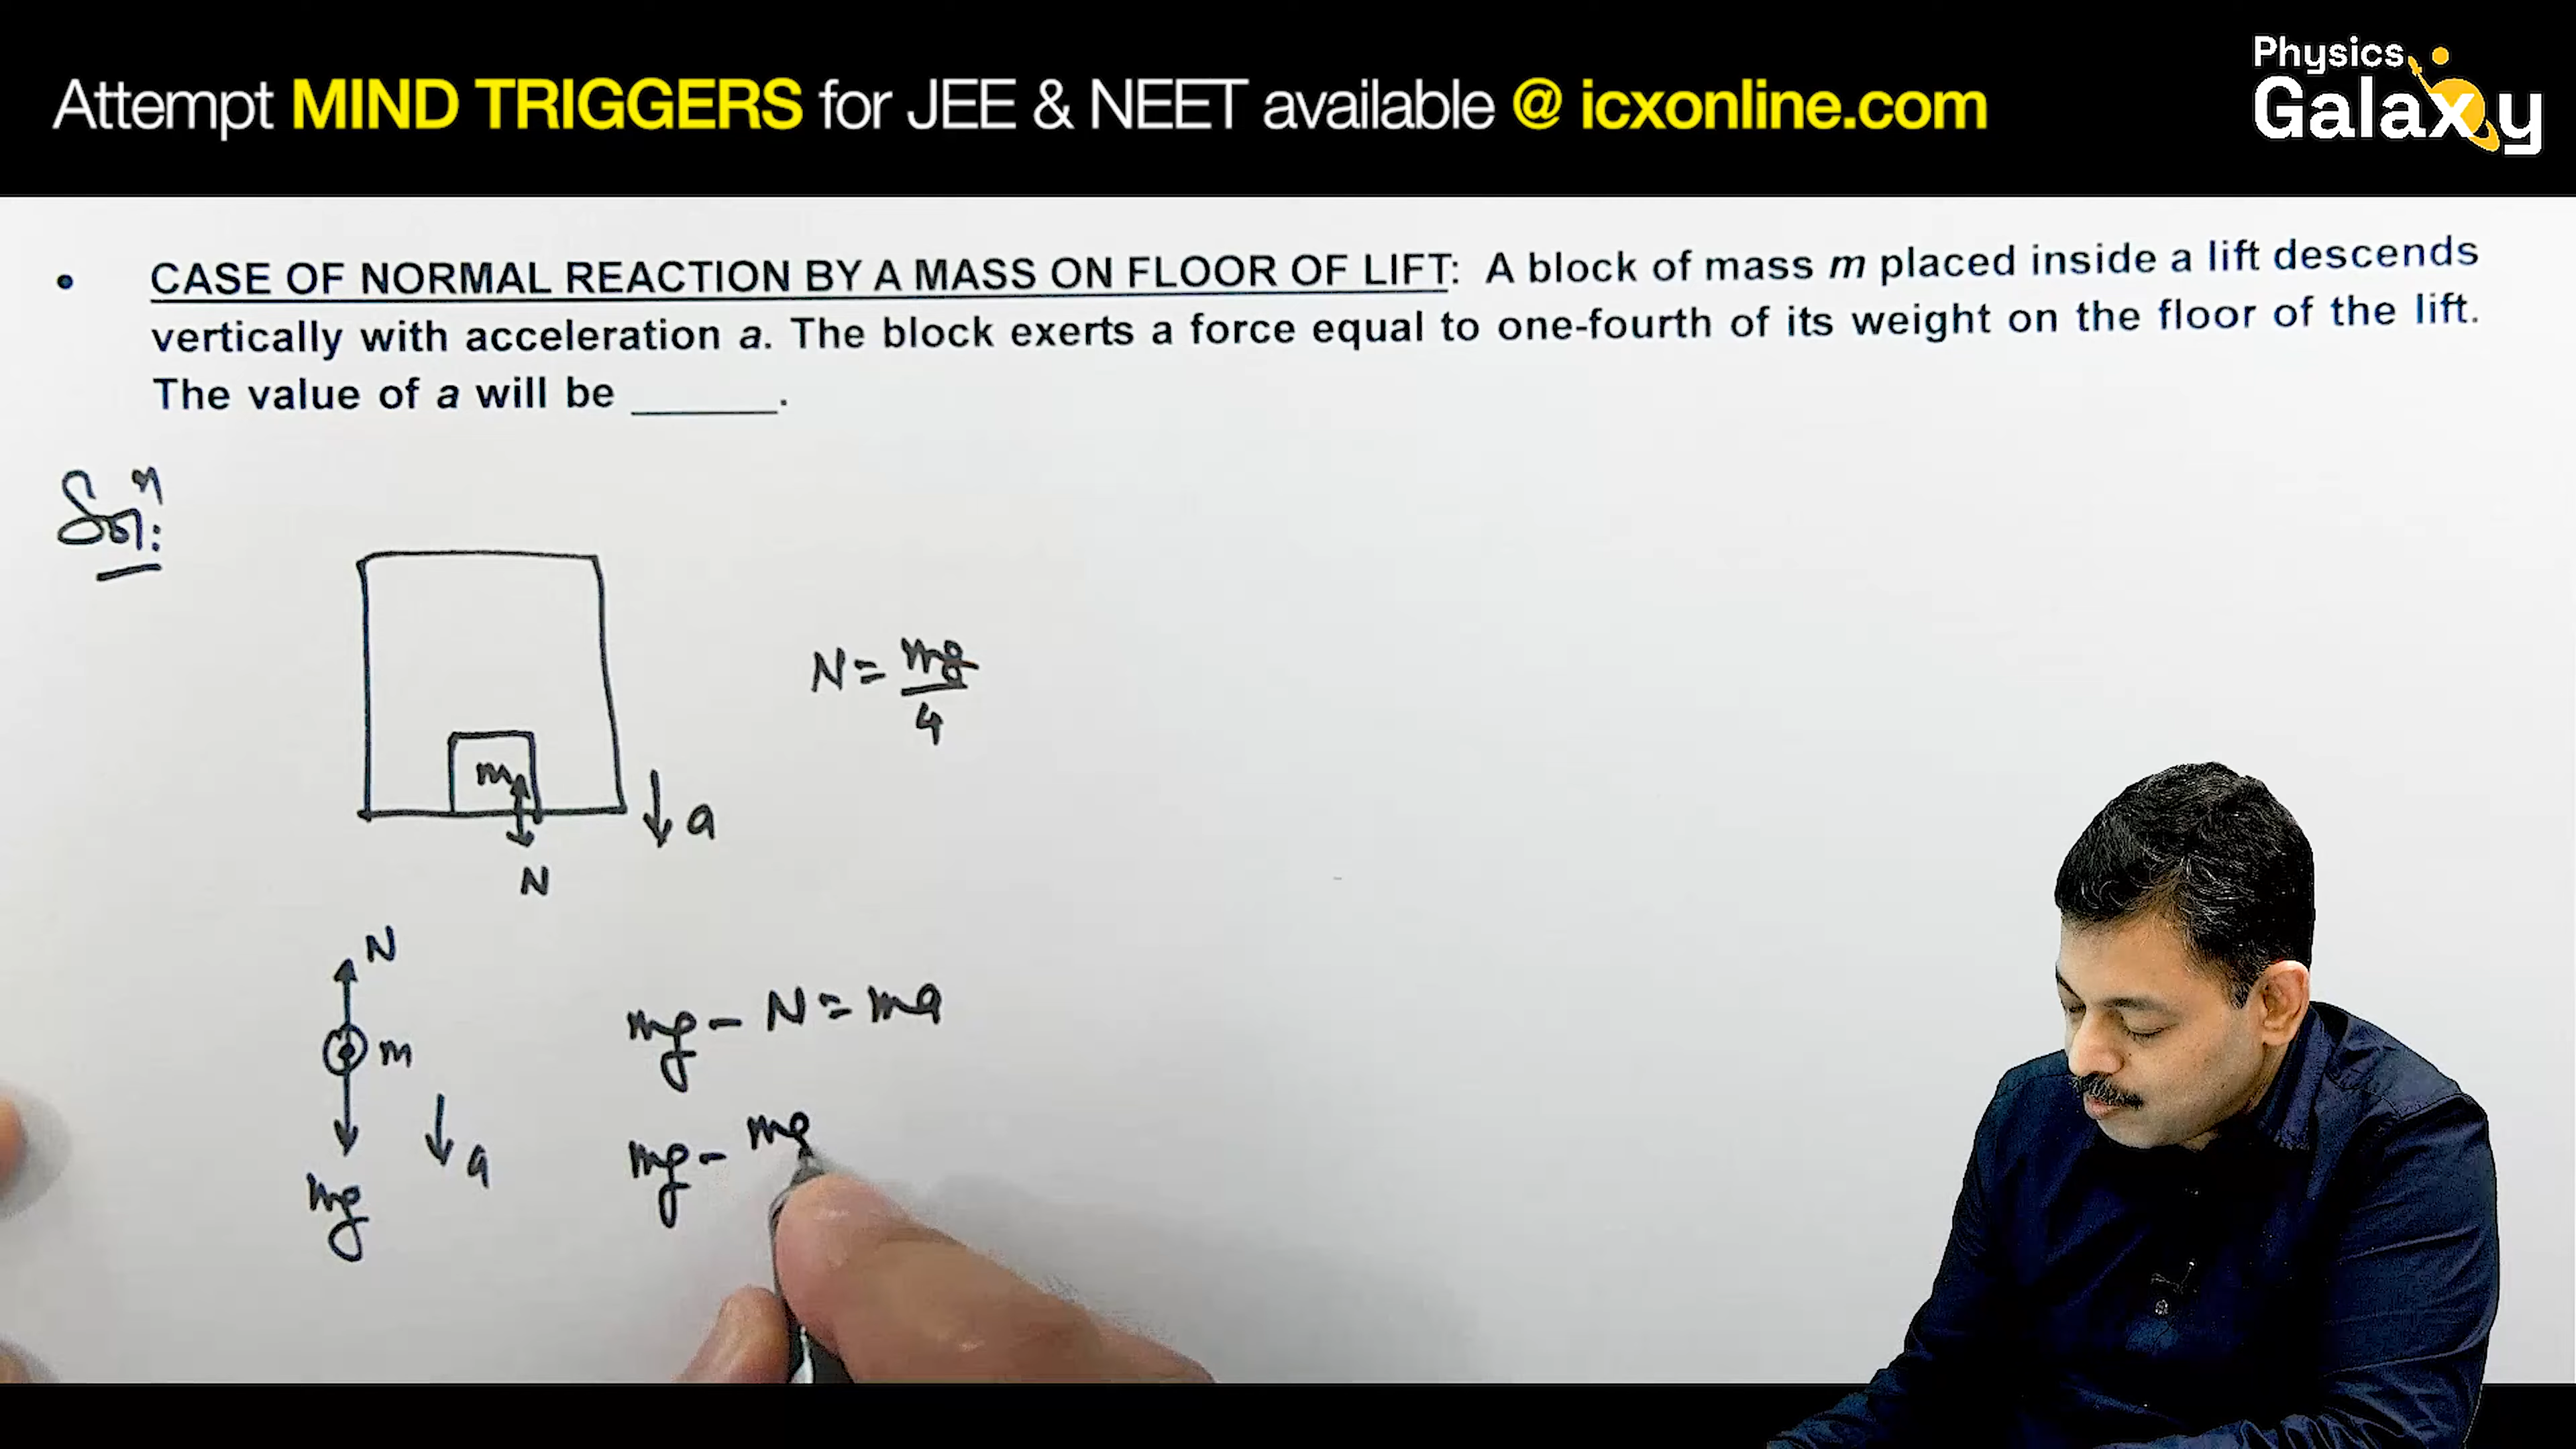 Attempt MIND TRIGGERS for JEE & NEET available @ icxonline.com
Physics
Galaxy
• CASE OF NORMAL REACTION BY A MASS ON FLOOR OF LIFT: A block of mass m placed inside a lift descends
vertically with acceleration a. The block exerts a force equal to one-fourth of its weight on the floor of the lift.
The value of a will be ______.
Solⁿ:
N = mg/4
m
a
N
N
mg - N = ma
m
mg - mg
a
mg